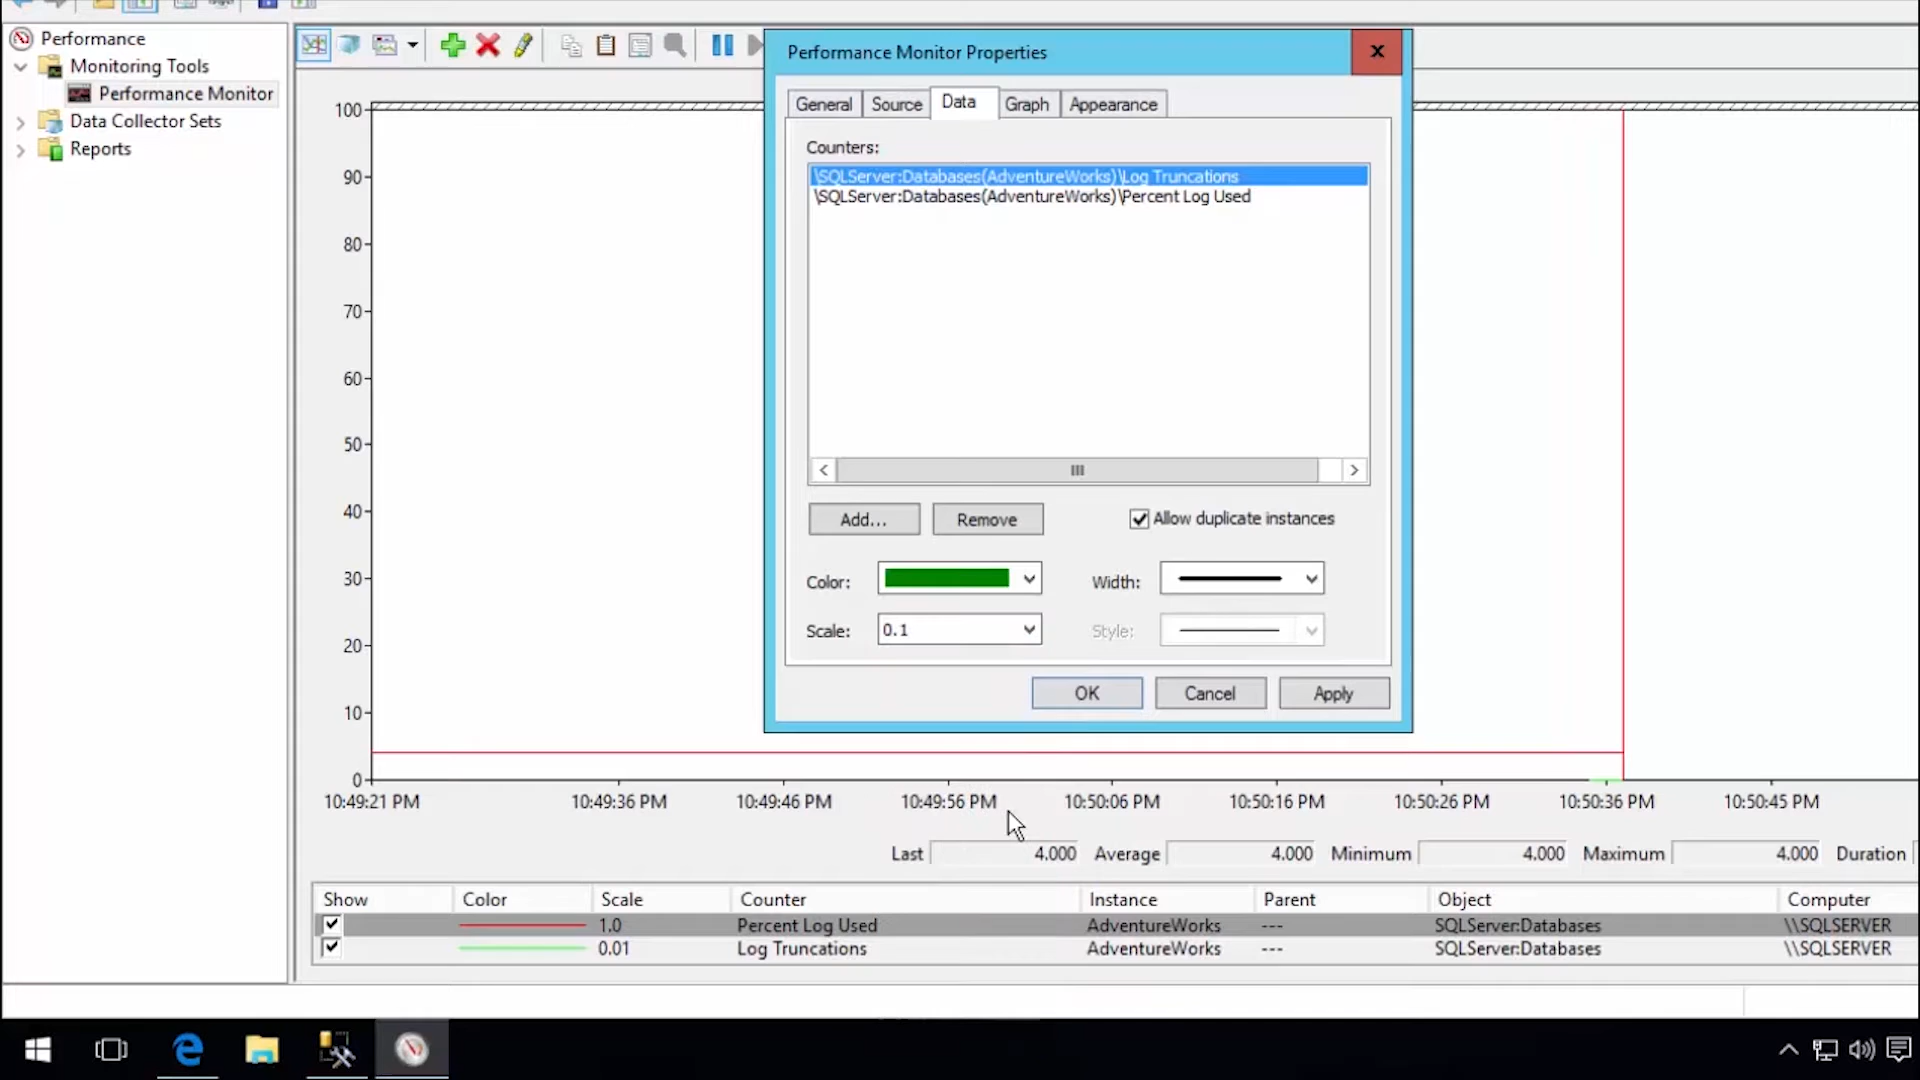 Performance
Monitoring Tools
Performance Monitor
Data Collector Sets
Reports
Performance Monitor Properties
General Source Data Graph Appearance
Counters:
\SQLServer:Databases(AdventureWorks)\Log Truncations
\SQLServer:Databases(AdventureWorks)\Percent Log Used
Add... Remove Allow duplicate instances
Color: Width:
Scale: 0.1 Style:
OK Cancel Apply
100
90
80
70
60
50
40
30
20
10
0
10:49:21 PM 10:49:36 PM 10:49:46 PM 10:49:56 PM 10:50:06 PM 10:50:16 PM 10:50:26 PM 10:50:36 PM 10:50:45 PM
Last 4.000 Average 4.000 Minimum 4.000 Maximum 4.000 Duration
Show Color Scale Counter Instance Parent Object Computer
1.0 Percent Log Used AdventureWorks --- SQLServer:Databases \\SQLSERVER
0.01 Log Truncations AdventureWorks --- SQLServer:Databases \\SQLSERVER